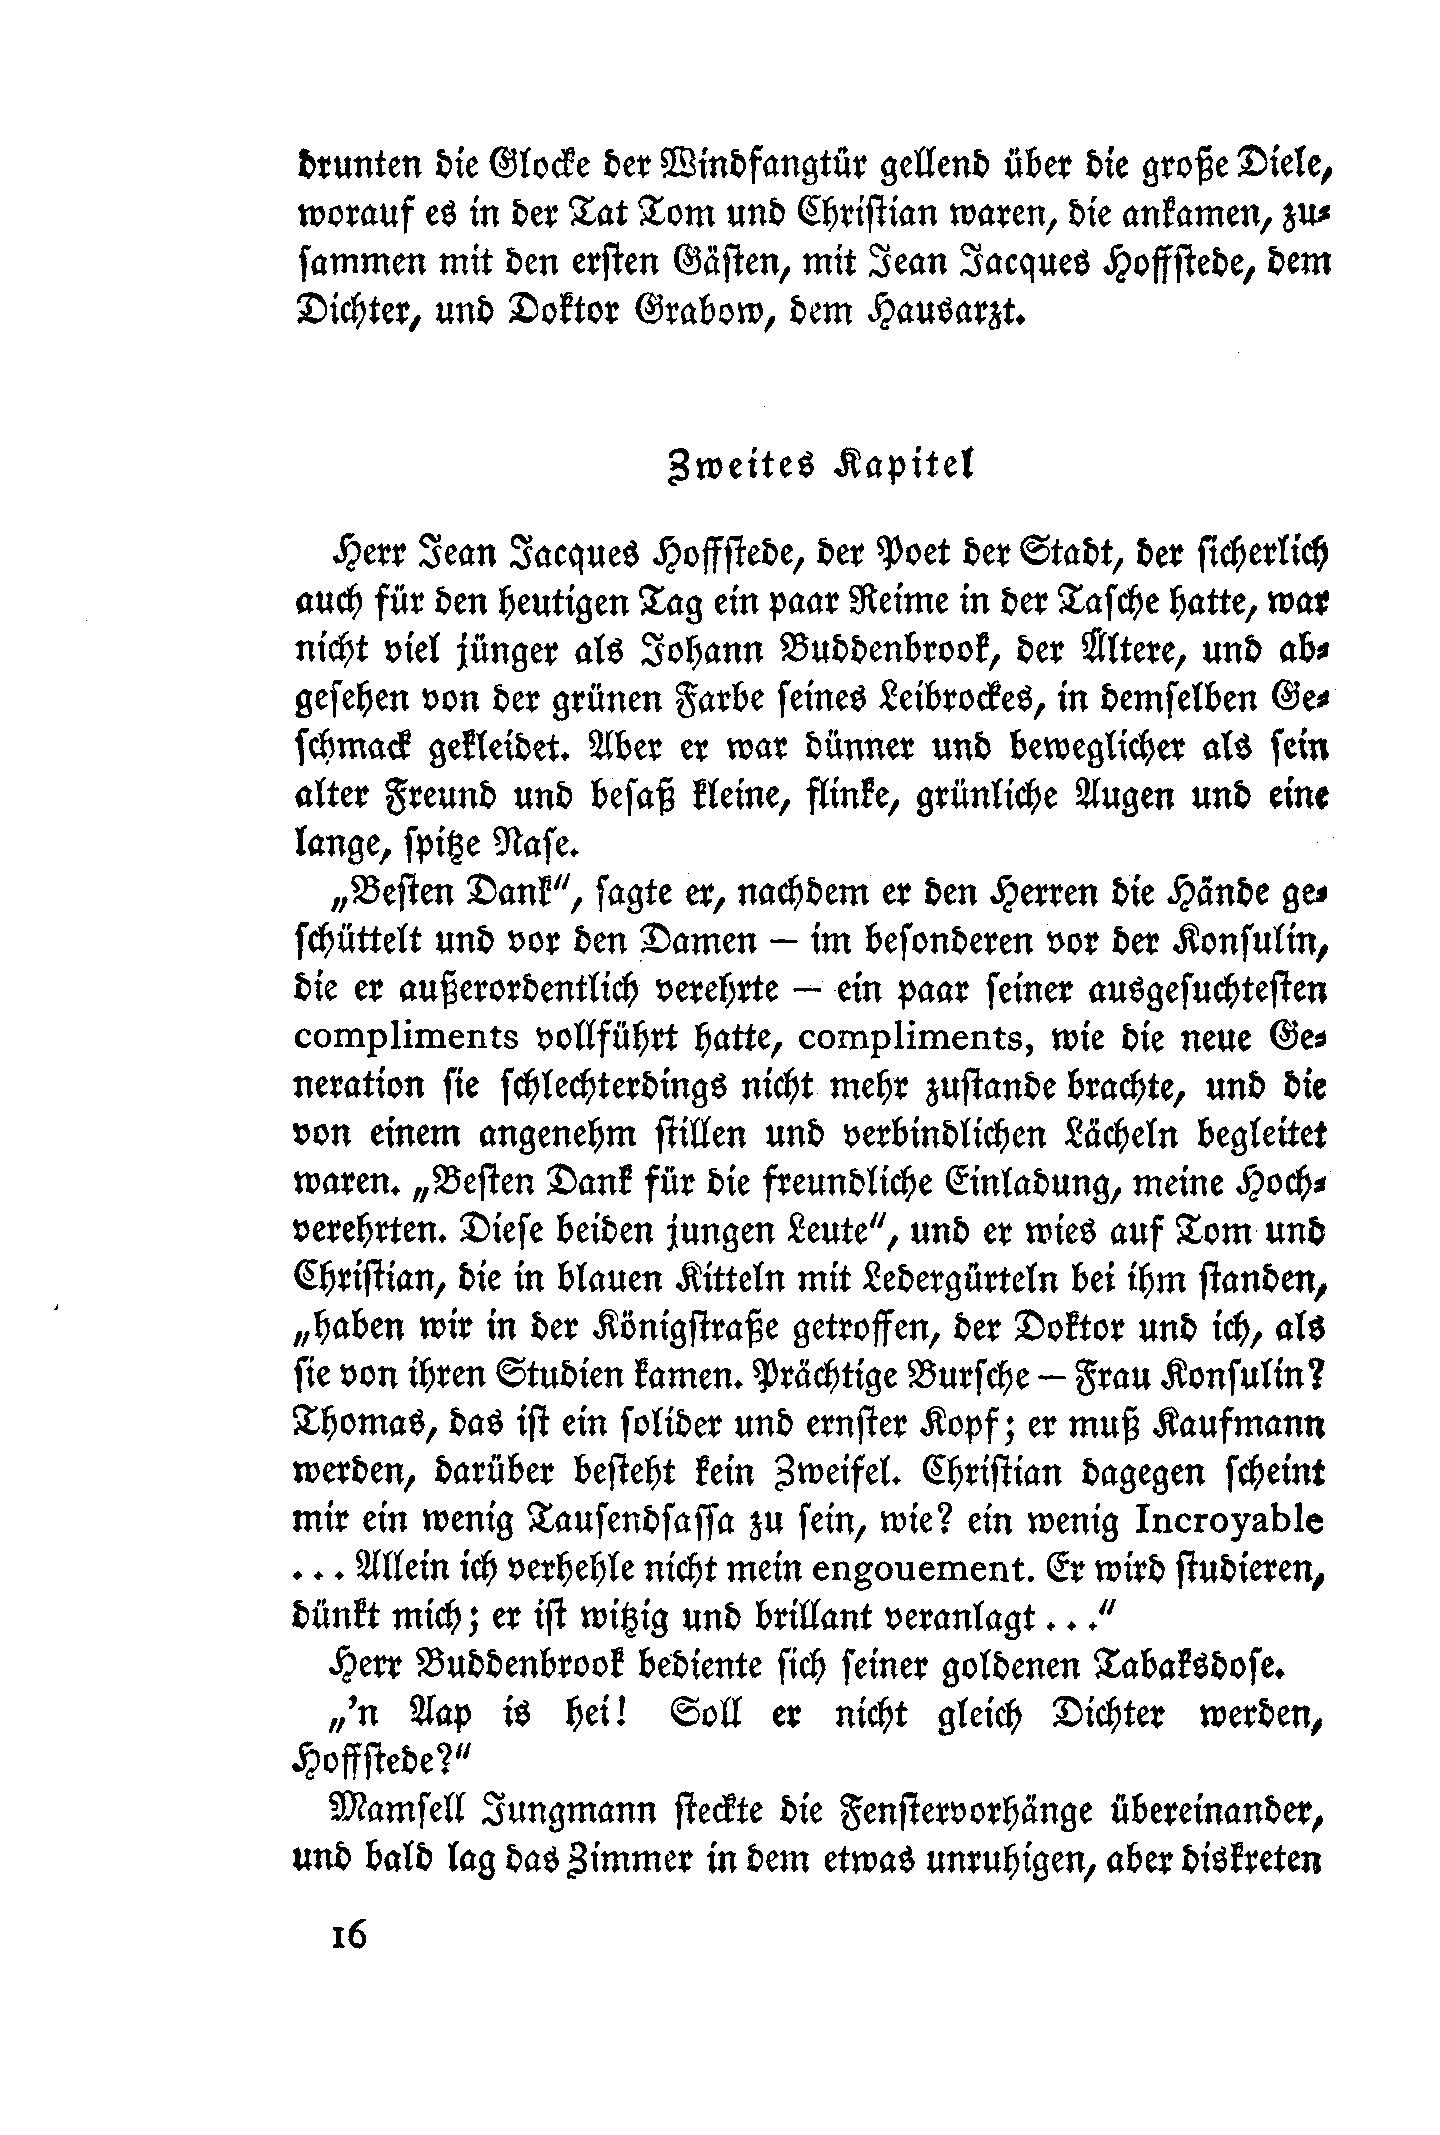 drunten die Glocke der Windfangtür gellend über die große Diele,
worauf es in der Tat Tom und Christian waren, die ankamen, zu-
sammen mit den ersten Gästen, mit Jean Jacques Hoffstede, dem
Dichter, und Doktor Grabow, dem Hausarzt.
Zweites Kapitel
Herr Jean Jacques Hoffstede, der Poet der Stadt, der sicherlich
auch für den heutigen Tag ein paar Reime in der Tasche hatte, war
nicht viel jünger als Johann Buddenbrook, der Ältere, und ab-
gesehen von der grünen Farbe seines Leibrockes, in demselben Ge-
schmack gekleidet. Aber er war dünner und beweglicher als sein
alter Freund und besaß kleine, flinke, grünliche Augen und eine
lange, spitze Nase.
„Besten Dank“, sagte er, nachdem er den Herren die Hände ge-
schüttelt und vor den Damen – im besonderen vor der Konsulin,
die er außerordentlich verehrte – ein paar seiner ausgesuchtesten
compliments vollführt hatte, compliments, wie die neue Ge-
neration sie schlechterdings nicht mehr zustande brachte, und die
von einem angenehm stillen und verbindlichen Lächeln begleitet
waren. „Besten Dank für die freundliche Einladung, meine Hoch-
verehrten. Diese beiden jungen Leute“, und er wies auf Tom und
Christian, die in blauen Kitteln mit Ledergürteln bei ihm standen,
„haben wir in der Königstraße getroffen, der Doktor und ich, als
sie von ihren Studien kamen. Prächtige Bursche – Frau Konsulin?
Thomas, das ist ein solider und ernster Kopf; er muß Kaufmann
werden, darüber besteht kein Zweifel. Christian dagegen scheint
mir ein wenig Tausendsassa zu sein, wie? ein wenig Incroyable
... Allein ich verhehle nicht mein engouement. Er wird studieren,
dünkt mich; er ist witzig und brillant veranlagt ...“
Herr Buddenbrook bediente sich seiner goldenen Tabaksdose.
„’n Aap is hei! Soll er nicht gleich Dichter werden,
Hoffstede?“
Mamsell Jungmann steckte die Fenstervorhänge übereinander,
und bald lag das Zimmer in dem etwas unruhigen, aber diskreten
16